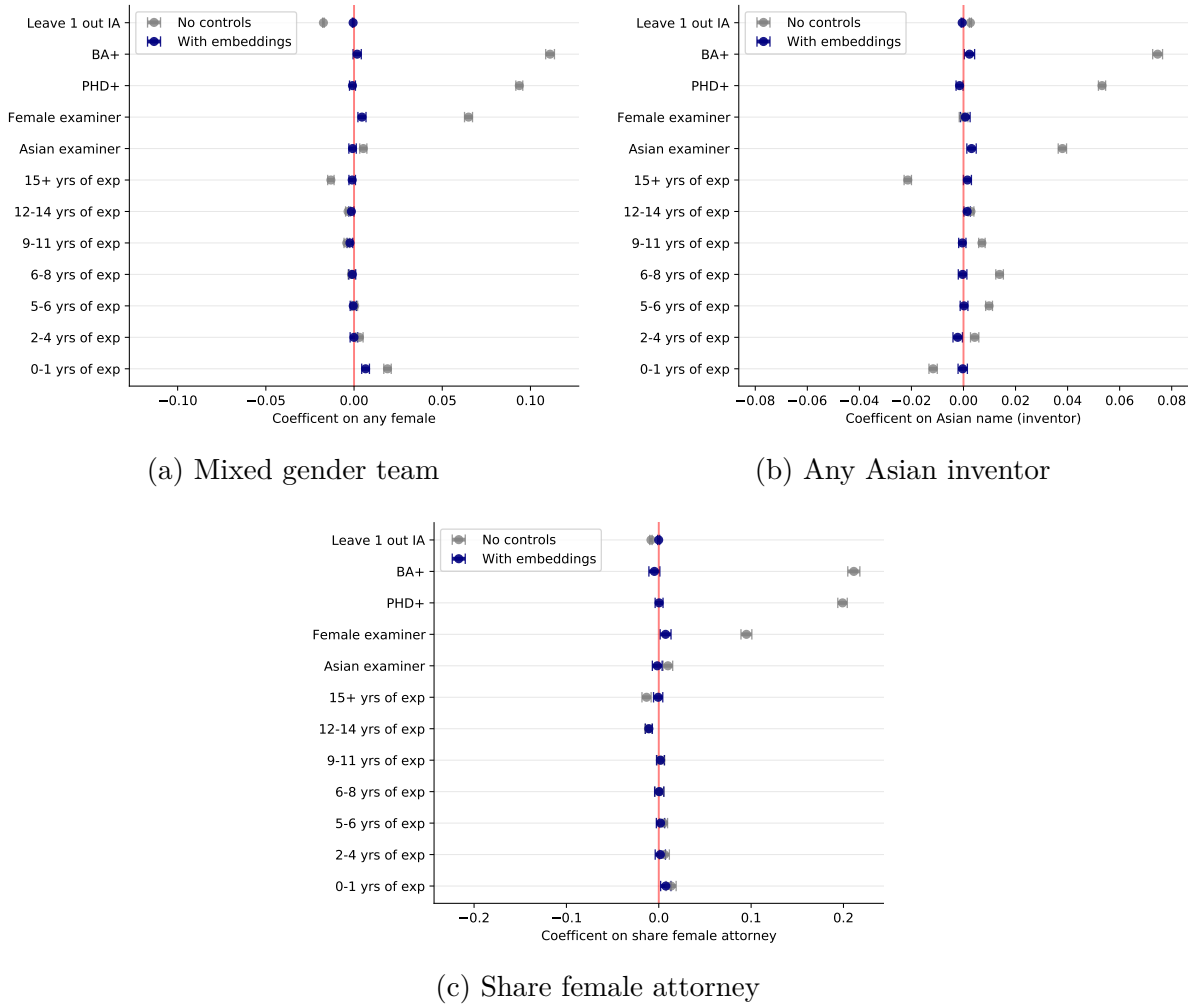 Leave 1 out IA
BA+
PHD+
Female examiner
Asian examiner
15+ yrs of exp
12-14 yrs of exp
9-11 yrs of exp
6-8 yrs of exp
5-6 yrs of exp
2-4 yrs of exp
0-1 yrs of exp
No controls
With embeddings
−0.10 −0.05 0.00 0.05 0.10
Coefficent on any female
(a) Mixed gender team
Leave 1 out IA
BA+
PHD+
Female examiner
Asian examiner
15+ yrs of exp
12-14 yrs of exp
9-11 yrs of exp
6-8 yrs of exp
5-6 yrs of exp
2-4 yrs of exp
0-1 yrs of exp
No controls
With embeddings
−0.08 −0.06 −0.04 −0.02 0.00 0.02 0.04 0.06 0.08
Coefficent on Asian name (inventor)
(b) Any Asian inventor
Leave 1 out IA
BA+
PHD+
Female examiner
Asian examiner
15+ yrs of exp
12-14 yrs of exp
9-11 yrs of exp
6-8 yrs of exp
5-6 yrs of exp
2-4 yrs of exp
0-1 yrs of exp
No controls
With embeddings
−0.2 −0.1 0.0 0.1 0.2
Coefficent on share female attorney
(c) Share female attorney